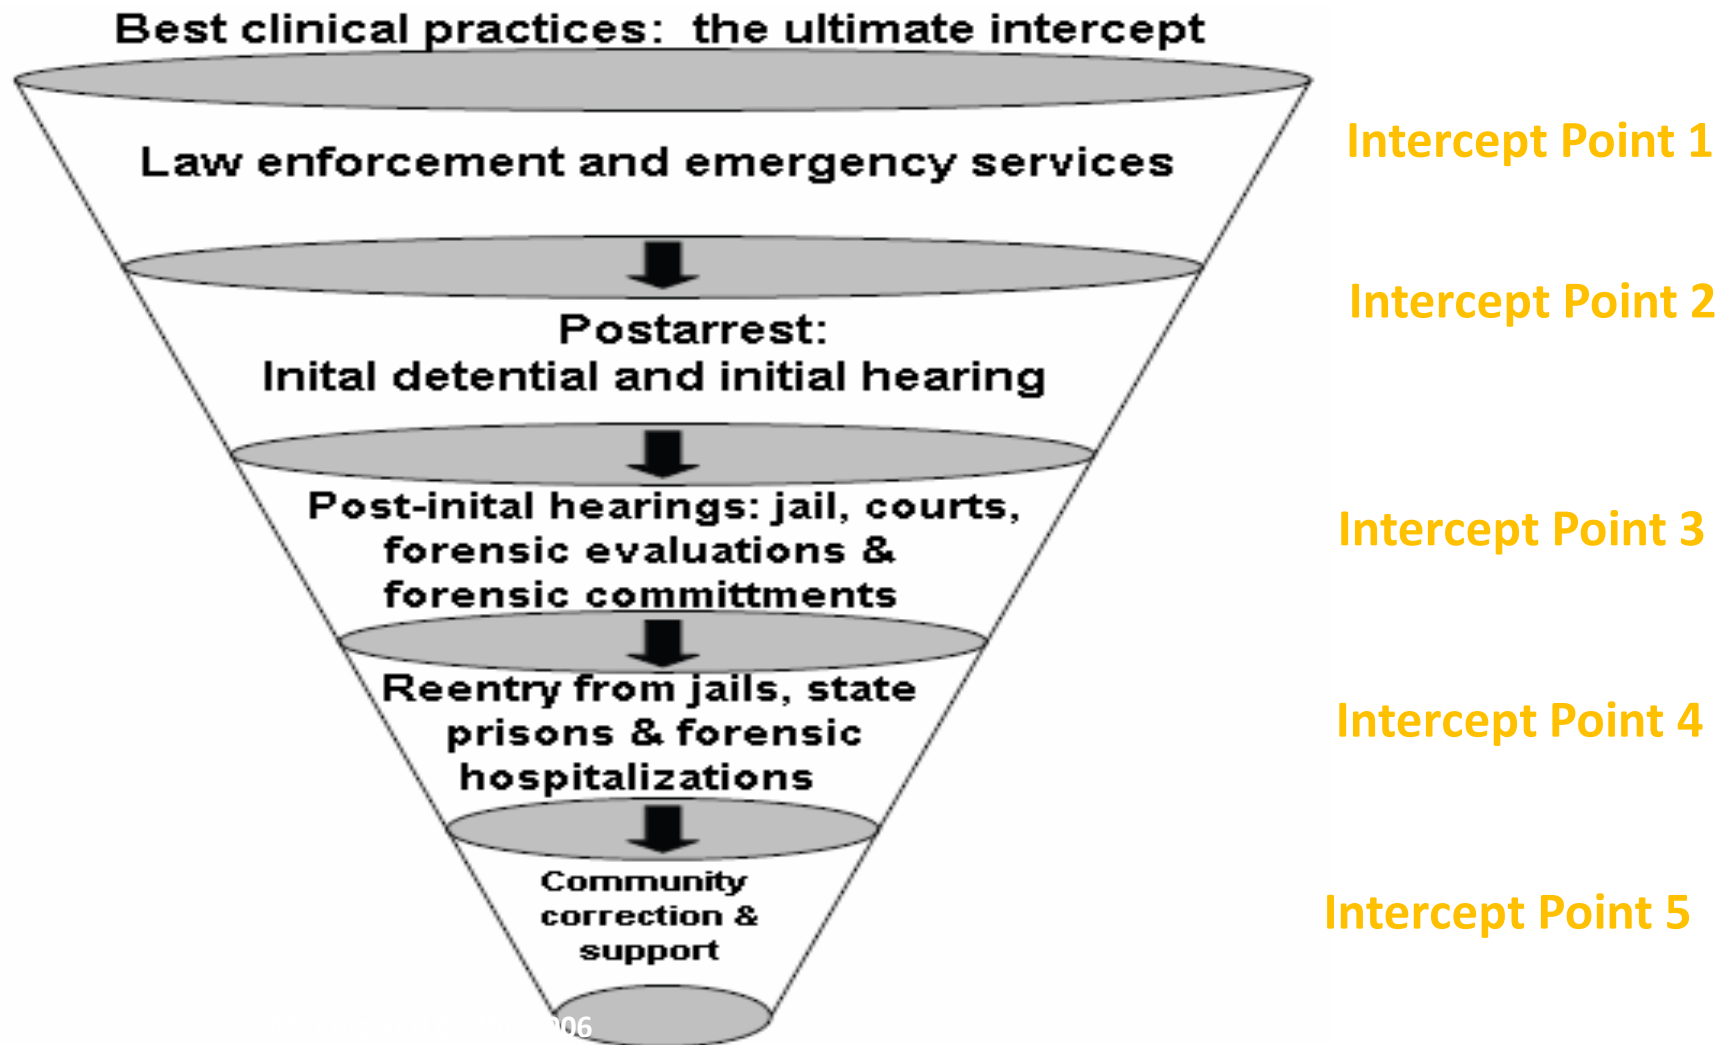 Best clinical practices: the ultimate intercept
Law enforcement and emergency services
Intercept Point 1
Intercept Point 2
Postarrest:
Inital detential and initial hearing
Post-inital hearings: jail, courts,
forensic evaluations &
forensic committments
Intercept Point 3
Reentry from jails, state
prisons & forensic
hospitalizations
Intercept Point 4
Community
correction &
support
Intercept Point 5